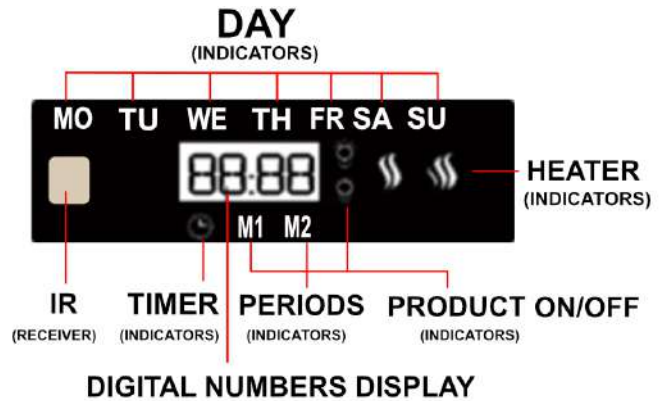 DAY
(INDICATORS)
MO TU WE TH FR SA SU
88:88
HEATER
(INDICATORS)
M1 M2
IR
(RECEIVER)
TIMER
(INDICATORS)
PERIODS
(INDICATORS)
PRODUCT ON/OFF
(INDICATORS)
DIGITAL NUMBERS DISPLAY